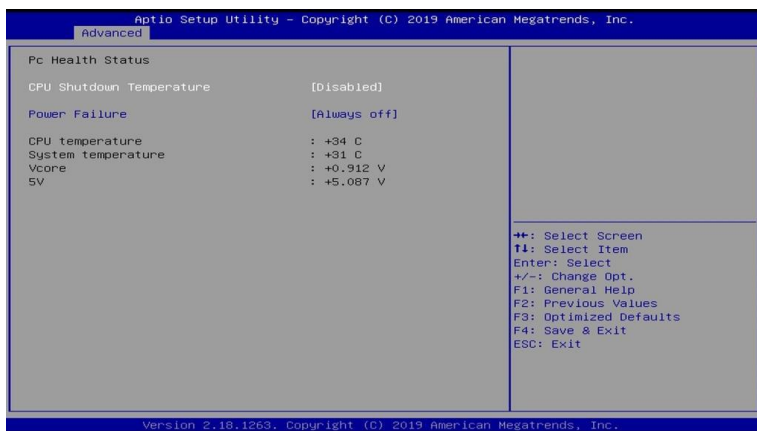 Aptio Setup Utility – Copyright (C) 2019 American Megatrends, Inc.
Advanced
Pc Health Status
CPU Shutdown Temperature [Disabled]
Power Failure [Always off]
CPU temperature : +34 C
System temperature : +31 C
Vcore : +0.912 V
5V : +5.087 V
→←: Select Screen
↑↓: Select Item
Enter: Select
+/-: Change Opt.
F1: General Help
F2: Previous Values
F3: Optimized Defaults
F4: Save & Exit
ESC: Exit
Version 2.18.1263. Copyright (C) 2019 American Megatrends, Inc.